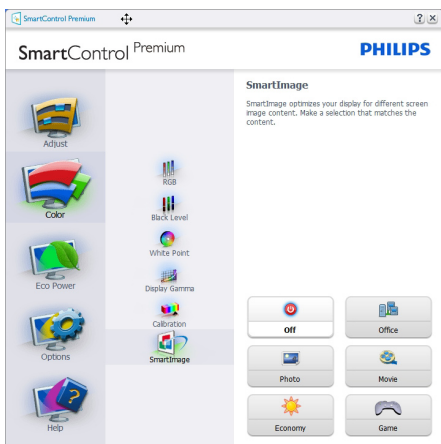 SmartControl Premium
SmartControl Premium
PHILIPS
Adjust
Color
Eco Power
Options
Help
RGB
Black Level
White Point
Display Gamma
Calibration
SmartImage
SmartImage
SmartImage optimizes your display for different screen
image content. Make a selection that matches the
content.
Off
Office
Photo
Movie
Economy
Game